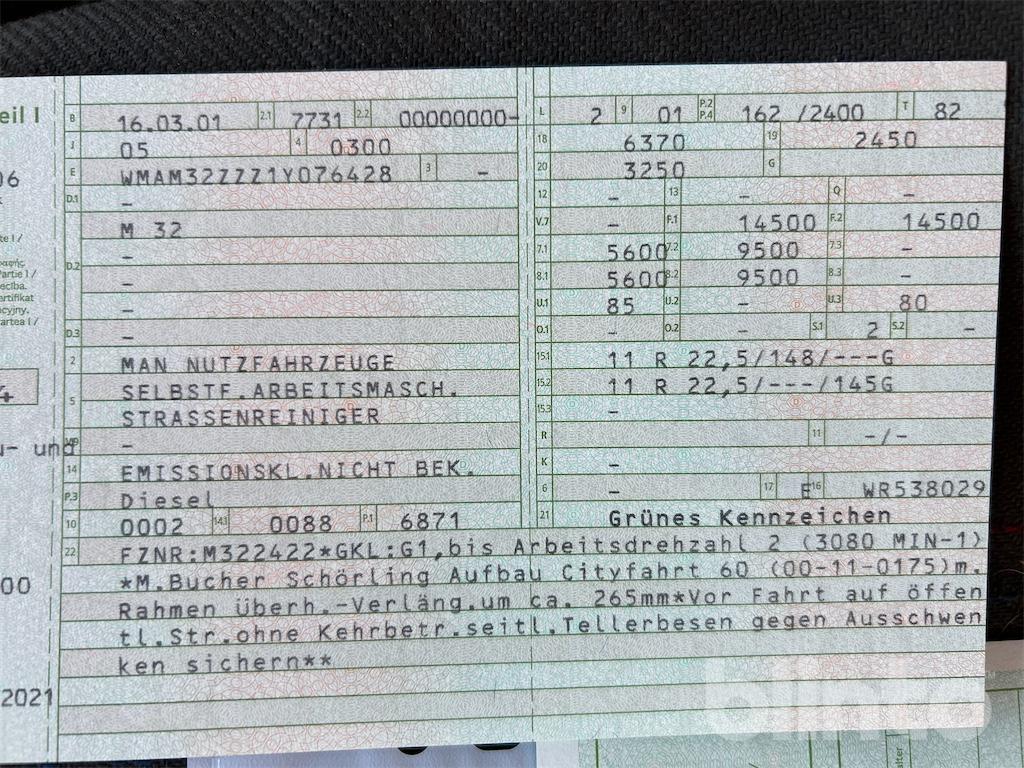 eil I
B 16.03.01 2.1 7731 2.2 00000000- L 2 9 01 P.2 P.4 162 /2400 T 82
J 05 4 0300 18 6370 19 2450
E WMAM32ZZZ1Y076428 3 - 20 3250 G
D.1 - 12 - 13 - Q -
M 32 V.7 - F.1 14500 F.2 14500
D.2 - 7.1 5600 7.2 9500 7.3 -
- 8.1 5600 8.2 9500 8.3 -
- U.1 85 U.2 - U.3 80
D.3 - O.1 - O.2 - S.1 2 S.2 -
2 MAN NUTZFAHRZEUGE 15.1 11 R 22,5/148/---G
5 SELBSTF.ARBEITSMASCH. 15.2 11 R 22,5/---/145G
STRASSENREINIGER 15.3 -
- R 11 -/-
14 EMISSIONSKL.NICHT BEK. K -
P.3 Diesel 6 - 17 E 16 WR538029
10 0002 14.1 0088 P.1 6871 21 Grünes Kennzeichen
22 FZNR:M322422*GKL:G1,bis Arbeitsdrehzahl 2 (3080 MIN-1)
*M.Bucher Schörling Aufbau Cityfahrt 60 (00-11-0175)m.
Rahmen überh.-Verläng.um ca. 265mm*Vor Fahrt auf öffen
tl.Str.ohne Kehrbetr.seitl.Tellerbesen gegen Ausschwen
ken sichern**
06
te I /
Partie I /
ecība.
ertifikat
cyjny.
artea I /
4
u- und
00
2021